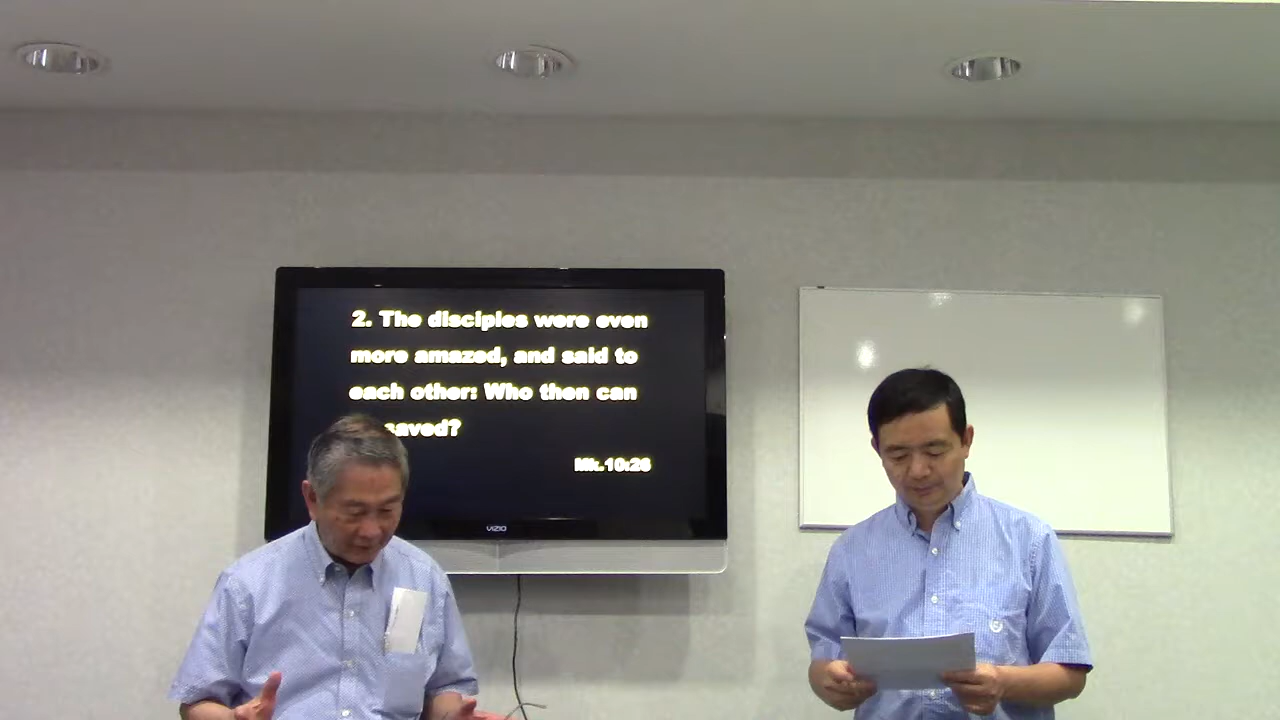 2. The disciples were even
more amazed, and said to
each other: Who then can
saved?
Mk.10:26
VIZIO